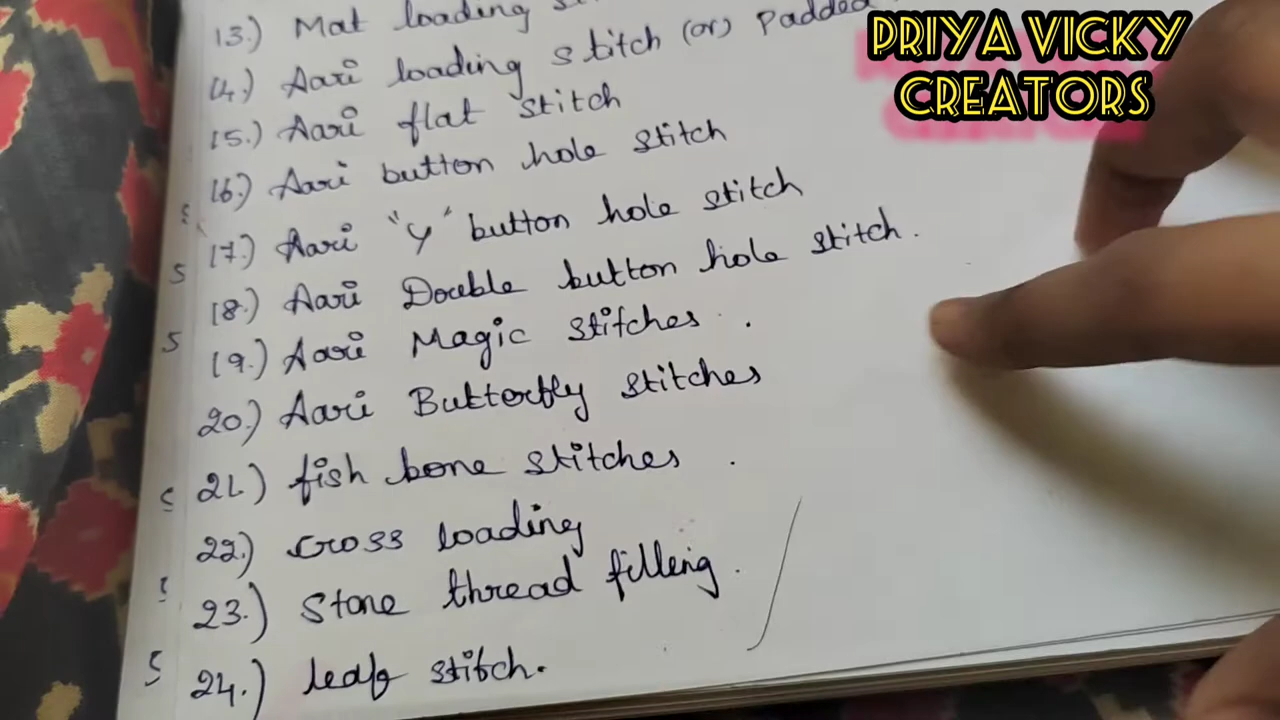 PRIYA VICKY
CREATORS
13.) Mat loading
14.) Aari loading stitch (or) Padded
15.) Aari flat stitch
16.) Aari button hole stitch
17.) Aari "y" button hole stitch
18.) Aari Double button hole stitch.
19.) Aari Magic stitches.
20.) Aari Butterfly stitches
21.) fish bone stitches.
22.) cross loading
23.) Stone thread filling.
24.) leaf stitch.